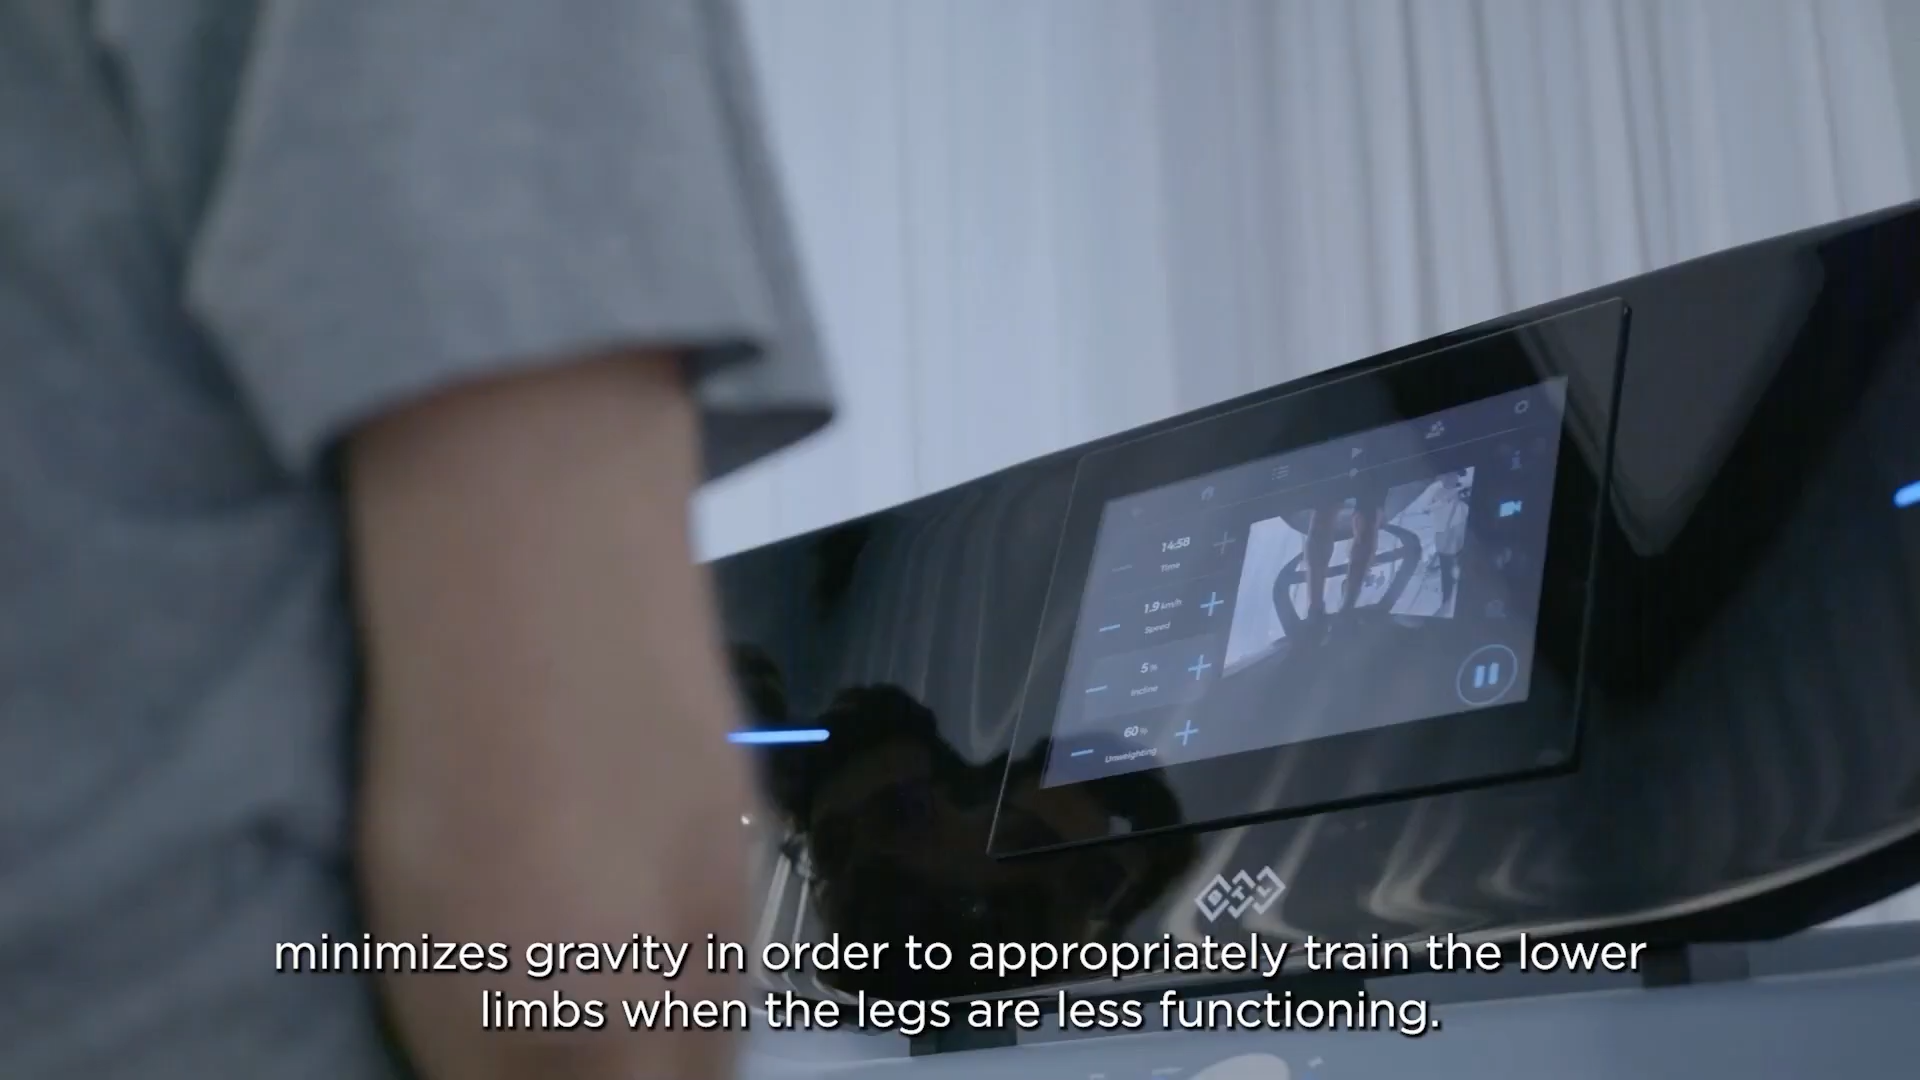 14:58
Time
1.9 km/h
Speed
5 %
Incline
60 %
Unweighting
BTL
minimizes gravity in order to appropriately train the lower
limbs when the legs are less functioning.